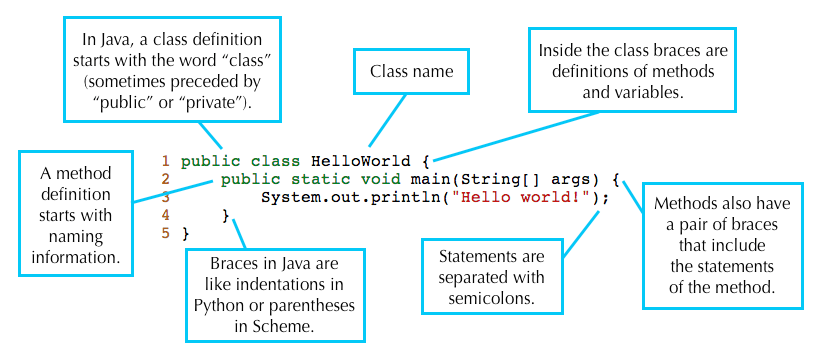 In Java, a class definition
starts with the word “class”
(sometimes preceded by
“public” or “private”).
Class name
Inside the class braces are
definitions of methods
and variables.
1 public class HelloWorld {
2 public static void main(String[] args) {
3 System.out.println("Hello world!");
4 }
5 }
A method
definition
starts with
naming
information.
Braces in Java are
like indentations in
Python or parentheses
in Scheme.
Statements are
separated with
semicolons.
Methods also have
a pair of braces
that include
the statements
of the method.